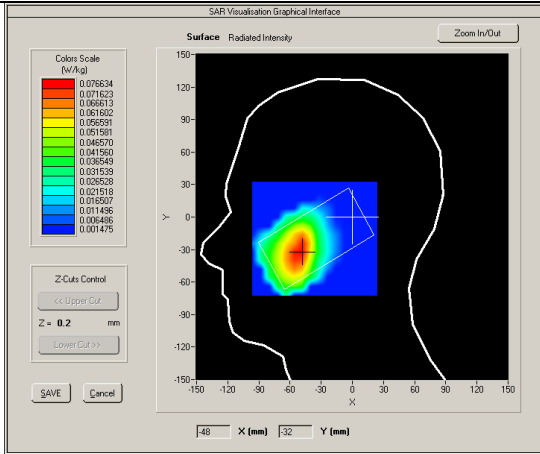 SAR Visualisation Graphical Interface
Surface Radiated Intensity
Zoom In/Out
Colors Scale
(W/kg)
0.076634
0.071623
0.066613
0.061602
0.056591
0.051581
0.046570
0.041560
0.036549
0.031539
0.026528
0.021518
0.016507
0.011496
0.006486
0.001475
150
120
90
60
30
0
-30
-60
-90
-120
-150
Y
-150 -120 -90 -60 -30 0 30 60 90 120 150
X
Z-Cuts Control
<< Upper Cut
Z = 0.2 mm
Lower Cut >>
SAVE Cancel
-48 X (mm) -32 Y (mm)